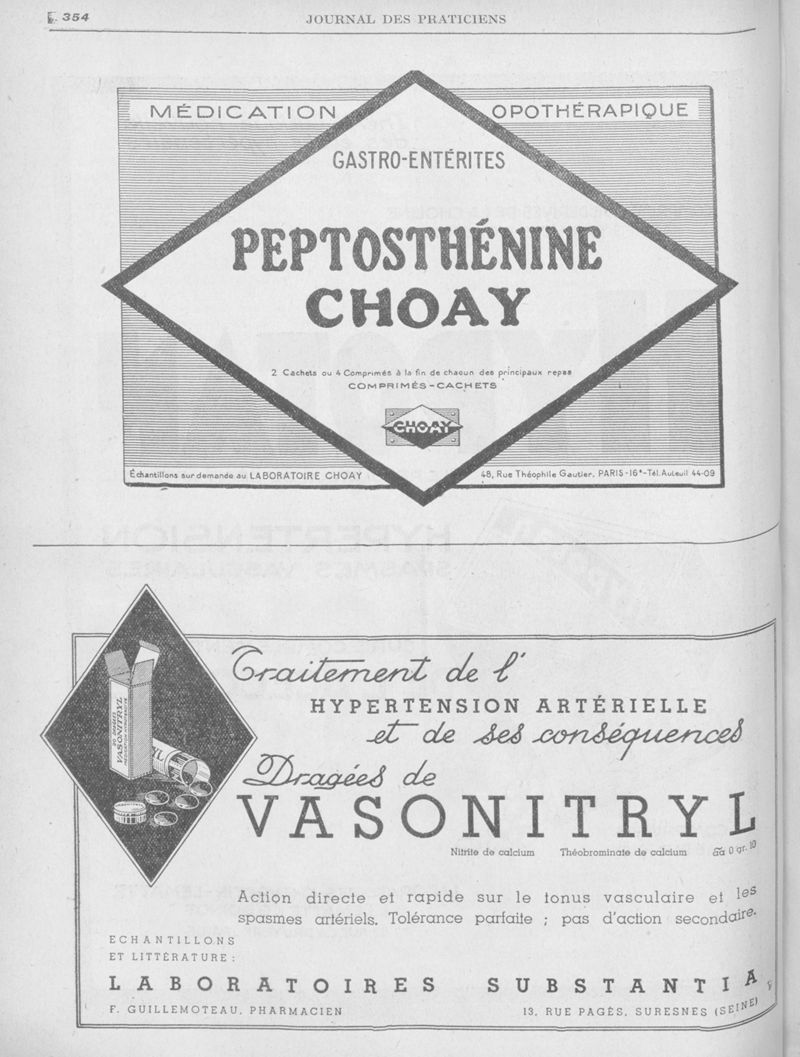 354
JOURNAL DES PRATICIENS
MÉDICATION OPOTHÉRAPIQUE
GASTRO-ENTÉRITES
PEPTOSTHÉNINE
CHOAY
2 Cachets ou 4 Comprimés à la fin de chacun des principaux repas
COMPRIMÉS-CACHETS
CHOAY
Échantillons sur demande au LABORATOIRE CHOAY 48, Rue Théophile Gautier, PARIS-16e-Tél. Auteuil 44-09
Traitement de l'
HYPERTENSION ARTÉRIELLE
et de ses conséquences
Dragées de
VASONITRYL
Nitrite de calcium Théobrominate de calcium āā 0 gr. 10
VASONITRYL
YL
Action directe et rapide sur le tonus vasculaire et les
spasmes artériels. Tolérance parfaite ; pas d'action secondaire.
ECHANTILLONS
ET LITTÉRATURE :
LABORATOIRES SUBSTANTIA
F. GUILLEMOTEAU, PHARMACIEN 13, RUE PAGÈS, SURESNES (SEINE)